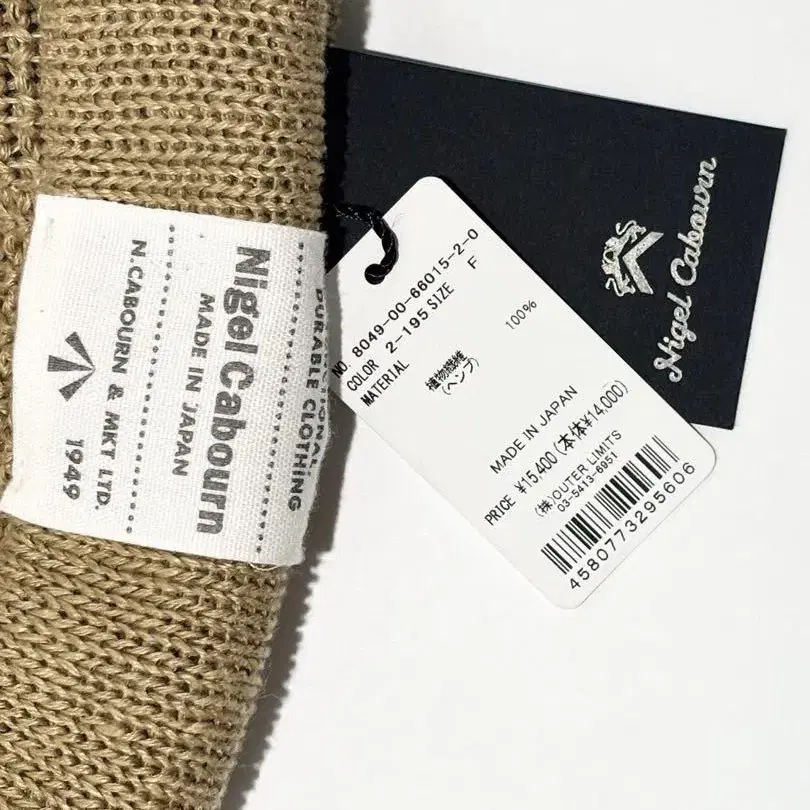 DURABLE CLOTHING
Nigel Cabourn
MADE IN JAPAN
N.CABOURN & MKT LTD.
1949
NO. 8049-00-66015-2-0
COLOR 2-195 SIZE F
MATERIAL
植物繊維 100%
(ヘンプ)
MADE IN JAPAN
PRICE ¥15,400(本体¥14,000)
(株)OUTER LIMITS
03-5413-6951
4580773295606
Nigel Cabourn